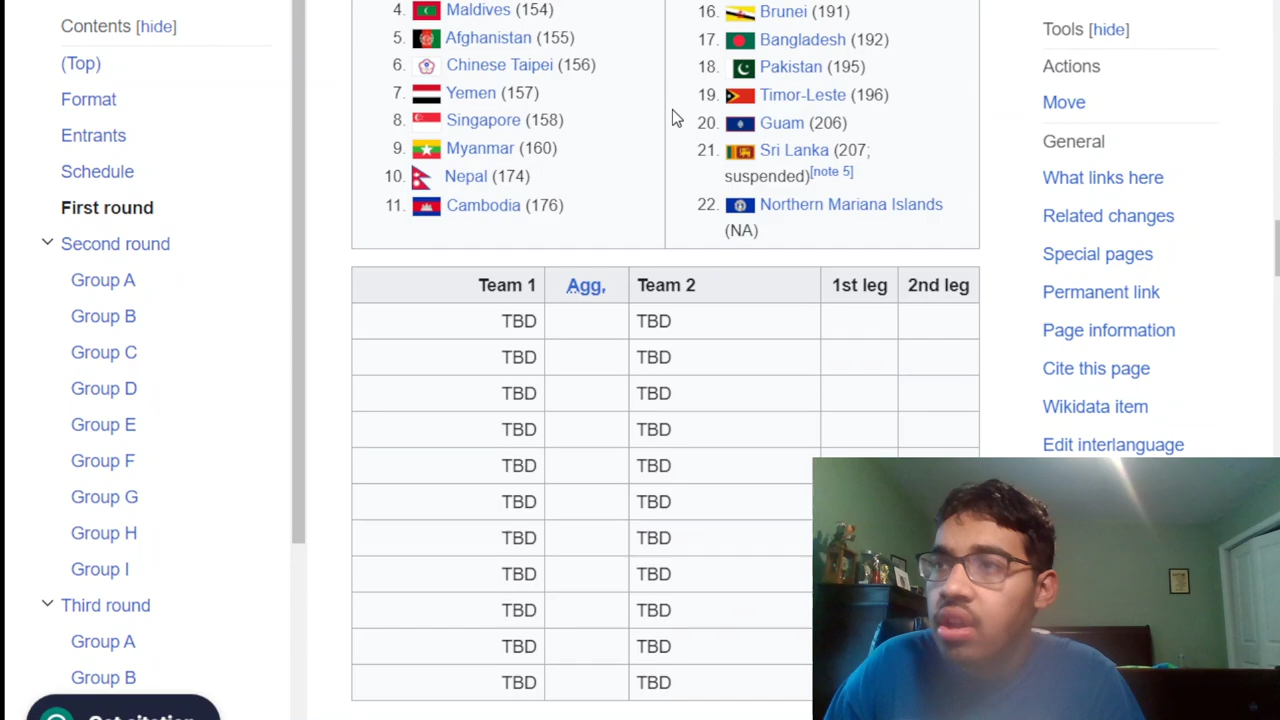 Contents [hide]
(Top)
Format
Entrants
Schedule
First round
Second round
Group A
Group B
Group C
Group D
Group E
Group F
Group G
Group H
Group I
Third round
Group A
Group B
4. Maldives (154)
5. Afghanistan (155)
6. Chinese Taipei (156)
7. Yemen (157)
8. Singapore (158)
9. Myanmar (160)
10. Nepal (174)
11. Cambodia (176)
16. Brunei (191)
17. Bangladesh (192)
18. Pakistan (195)
19. Timor-Leste (196)
20. Guam (206)
21. Sri Lanka (207;
suspended)[note 5]
22. Northern Mariana Islands
(NA)
Team 1 Agg. Team 2 1st leg 2nd leg
TBD TBD
TBD TBD
TBD TBD
TBD TBD
TBD TBD
TBD TBD
TBD TBD
TBD TBD
TBD TBD
TBD TBD
TBD TBD
Tools [hide]
Actions
Move
General
What links here
Related changes
Special pages
Permanent link
Page information
Cite this page
Wikidata item
Edit interlanguage